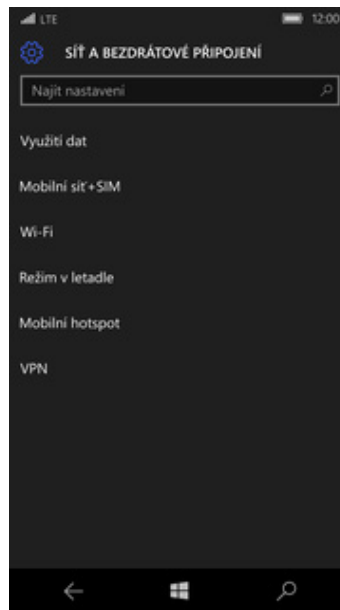 LTE 12:00
SÍŤ A BEZDRÁTOVÉ PŘIPOJENÍ
Najít nastavení
Využití dat
Mobilní síť+SIM
Wi-Fi
Režim v letadle
Mobilní hotspot
VPN